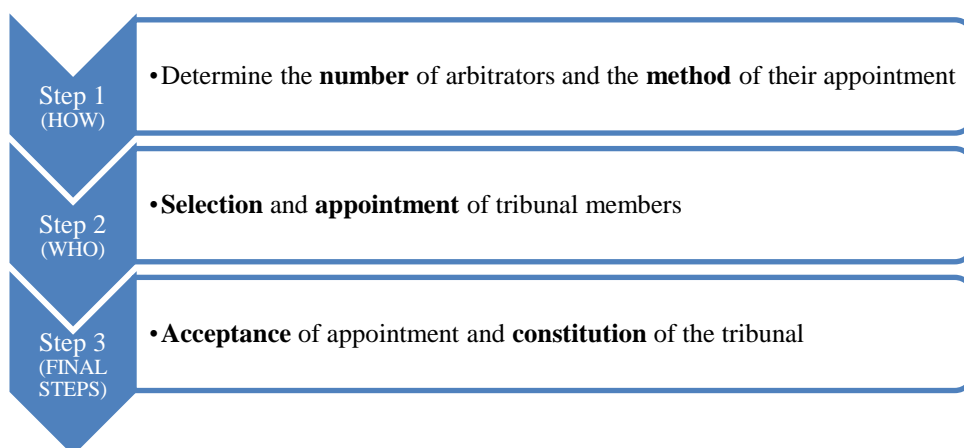 Step 1
(HOW)
•Determine the number of arbitrators and the method of their appointment
Step 2
(WHO)
•Selection and appointment of tribunal members
Step 3
(FINAL
STEPS)
•Acceptance of appointment and constitution of the tribunal